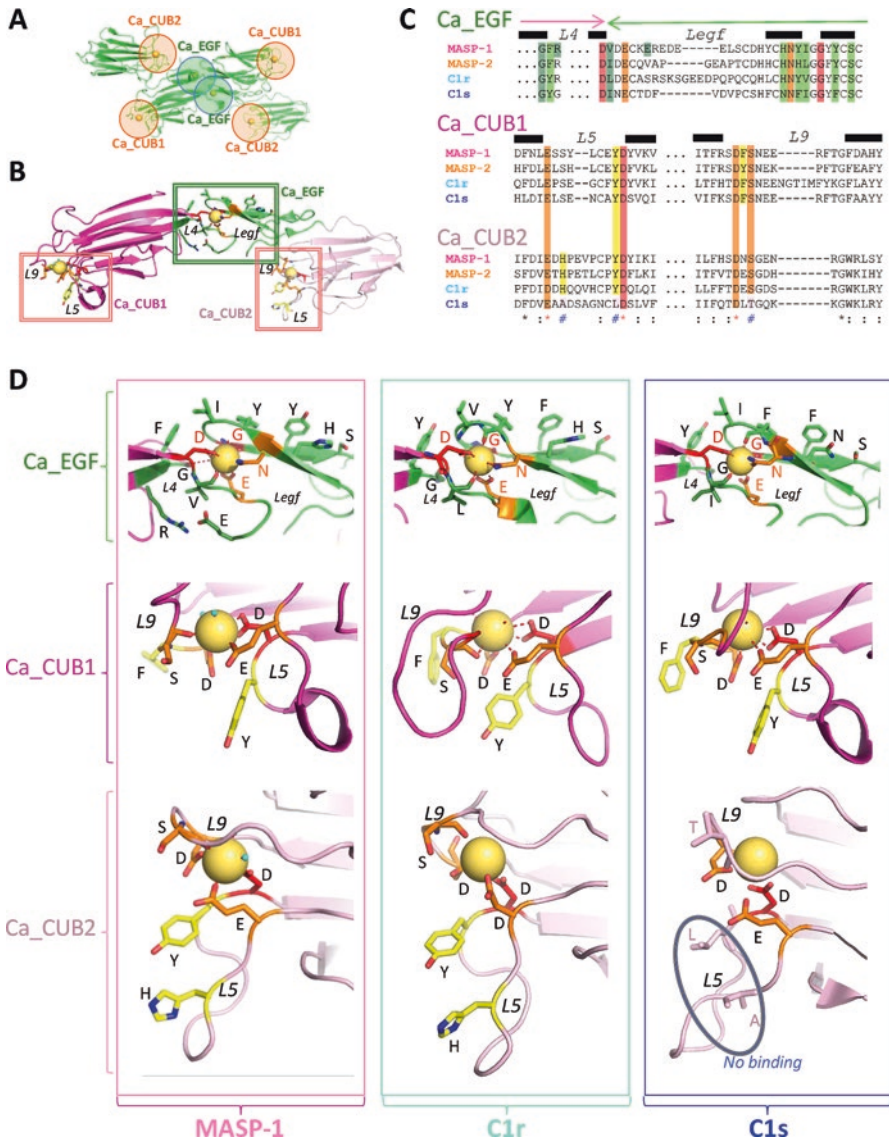 A
Ca_CUB2
Ca_EGF
Ca_CUB1
Ca_CUB1
Ca_EGF
Ca_CUB2
B
Ca_EGF
L4
Legf
L9
L5
Ca_CUB1
L9
Ca_CUB2
L5
C
Ca_EGF
L4 Legf
MASP-1 ...GFR ... DVDECKEREDE-----ELSCDHYCHNYIGGYYCSC
MASP-2 ...GFR ... DIDECQVAP-----GEAPTCDHHCHNHLGGFYCSC
C1r ...GYR ... DLDECASRSKSGEEDPQPQCQHLCHNYVGGYFCSC
C1s ...GYY ... DINECTDF-----VDVPCSHFCNNFIGGYFCSC
Ca_CUB1
L5 L9
MASP-1 DFNLESSY--LCEYDYVKV ... ITFRSDFSNEE-----RFTGFDAHY
MASP-2 HFDLELSH--LCEYDFVKL ... ITFRSDYSNEK-----PFTGFEAFY
C1r QFDLEPSE--GCFYDYVKI ... LTFHTDFSNEENGTIMFYKGFLAYY
C1s HLDIELSE--NCAYDSVQI ... VIFKSDFSNEE-----RFTGFAAYY
Ca_CUB2
MASP-1 IFDIEDHPEVPCPYDYIKI ... ILFHSDNSGEN-----RGWRLSY
MASP-2 SFDVETHPETLCPYDFLKI ... ITFVTDESGDH-----TGWKIHY
C1r PFDIDDHQQVHCPYDQLQI ... LTFTDESGDS-----RGWKLRY
C1s DFDVEAADSAGNCLDSLVF ... IIFQTDLTGQK-----KGWKIRY
* : : * # # * : : : : * : # * : : :
D
Ca_EGF
F D I G Y Y H S
G L4 V E N Legf
R E
Y D V G Y F H S
G L4 L E N Legf
Y D I G F F N S
G L4 I E N Legf
Ca_CUB1
L9 D
F S D E L5
Y
L9 D
F S D E L5
Y
L9 D
F S D E L5
Y
Ca_CUB2
S L9
D D
E
Y
H L5
L9
S
D D
D
Y
L5
H
T L9
D D
E
L L5
A
No binding
MASP-1
C1r
C1s